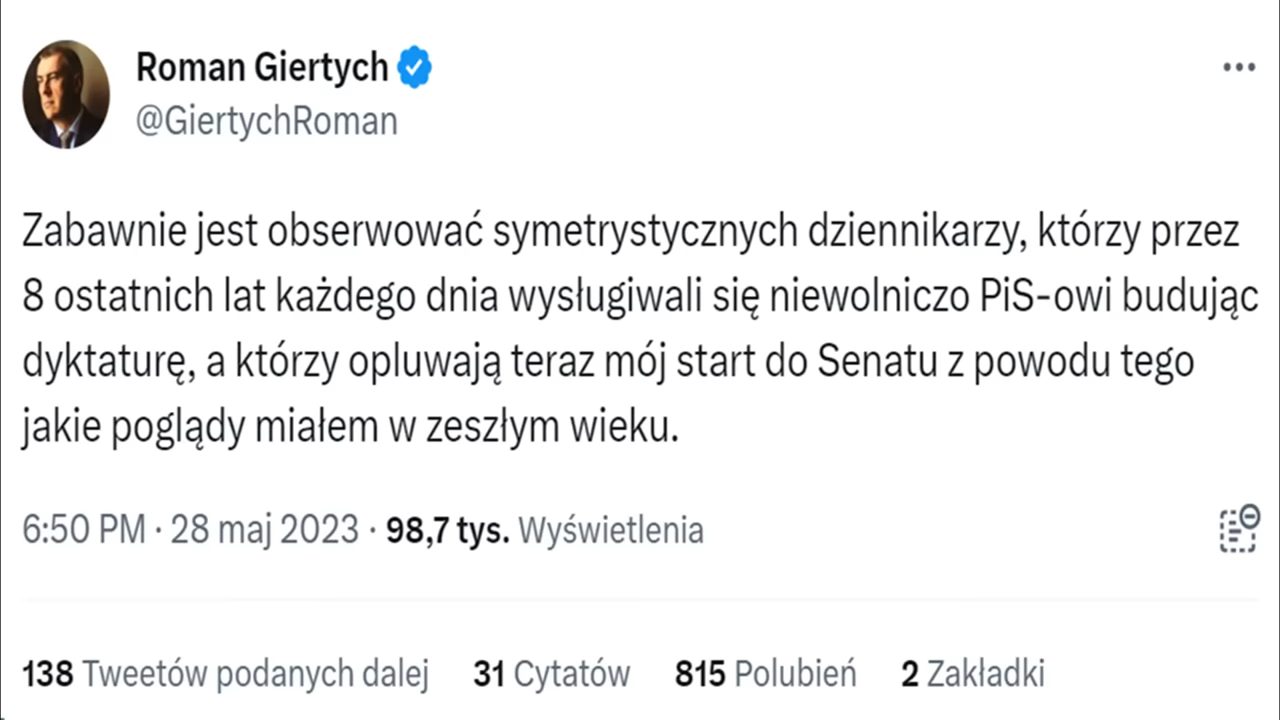 Roman Giertych
@GiertychRoman
Zabawnie jest obserwować symetrystycznych dziennikarzy, którzy przez
8 ostatnich lat każdego dnia wysługiwali się niewolniczo PiS-owi budując
dyktaturę, a którzy opluwają teraz mój start do Senatu z powodu tego
jakie poglądy miałem w zeszłym wieku.
6:50 PM · 28 maj 2023 · 98,7 tys. Wyświetlenia
138 Tweetów podanych dalej 31 Cytatów 815 Polubień 2 Zakładki